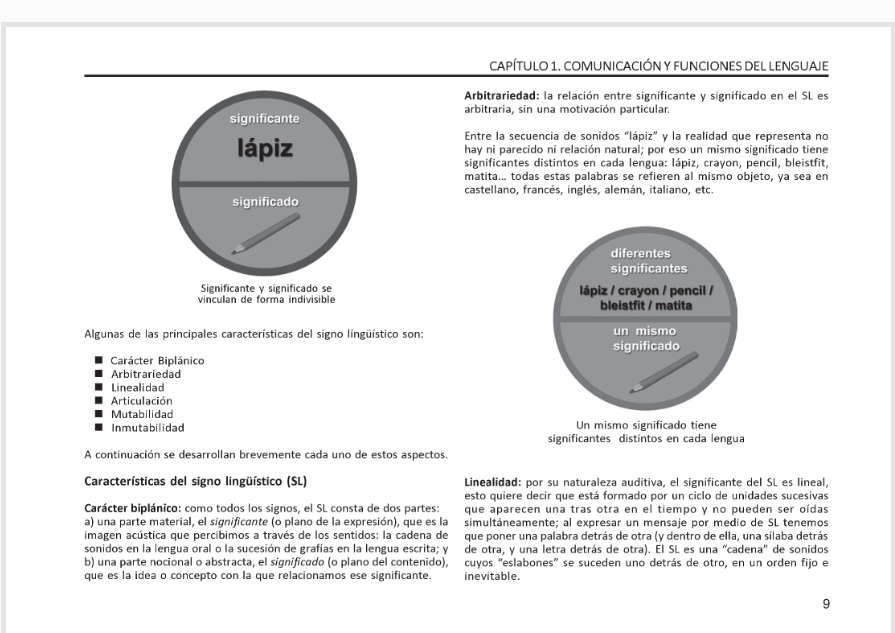 CAPÍTULO 1. COMUNICACIÓN Y FUNCIONES DEL LENGUAJE
significante
lápiz
significado
Significante y significado se
vinculan de forma indivisible
Algunas de las principales características del signo lingüístico son:
■ Carácter Biplánico
■ Arbitrariedad
■ Linealidad
■ Articulación
■ Mutabilidad
■ Inmutabilidad
A continuación se desarrollan brevemente cada uno de estos aspectos.
Características del signo lingüístico (SL)
Carácter biplánico: como todos los signos, el SL consta de dos partes:
a) una parte material, el significante (o plano de la expresión), que es la
imagen acústica que percibimos a través de los sentidos: la cadena de
sonidos en la lengua oral o la sucesión de grafías en la lengua escrita; y
b) una parte nocional o abstracta, el significado (o plano del contenido),
que es la idea o concepto con la que relacionamos ese significante.
Arbitrariedad: la relación entre significante y significado en el SL es
arbitraria, sin una motivación particular.
Entre la secuencia de sonidos “lápiz” y la realidad que representa no
hay ni parecido ni relación natural; por eso un mismo significado tiene
significantes distintos en cada lengua: lápiz, crayon, pencil, bleistfit,
matita... todas estas palabras se refieren al mismo objeto, ya sea en
castellano, francés, inglés, alemán, italiano, etc.
diferentes
significantes
lápiz / crayon / pencil /
bleistfit / matita
un mismo
significado
Un mismo significado tiene
significantes distintos en cada lengua
Linealidad: por su naturaleza auditiva, el significante del SL es lineal,
esto quiere decir que está formado por un ciclo de unidades sucesivas
que aparecen una tras otra en el tiempo y no pueden ser oídas
simultáneamente; al expresar un mensaje por medio de SL tenemos
que poner una palabra detrás de otra (y dentro de ella, una sílaba detrás
de otra, y una letra detrás de otra). El SL es una “cadena” de sonidos
cuyos “eslabones” se suceden uno detrás de otro, en un orden fijo e
inevitable.
9